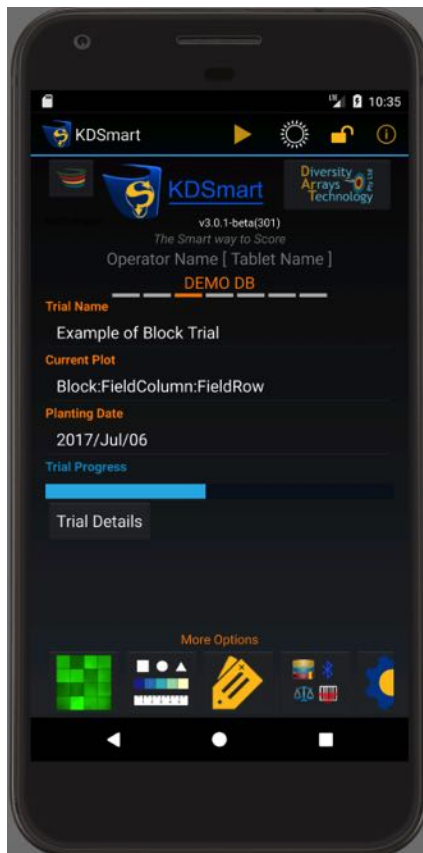 10:35
KDSmart
KDSmart
Diversity
Arrays
Technology
Pty Ltd
v3.0.1-beta(301)
The Smart way to Score
Operator Name [ Tablet Name ]
DEMO DB
Trial Name
Example of Block Trial
Current Plot
Block:FieldColumn:FieldRow
Planting Date
2017/Jul/06
Trial Progress
Trial Details
More Options